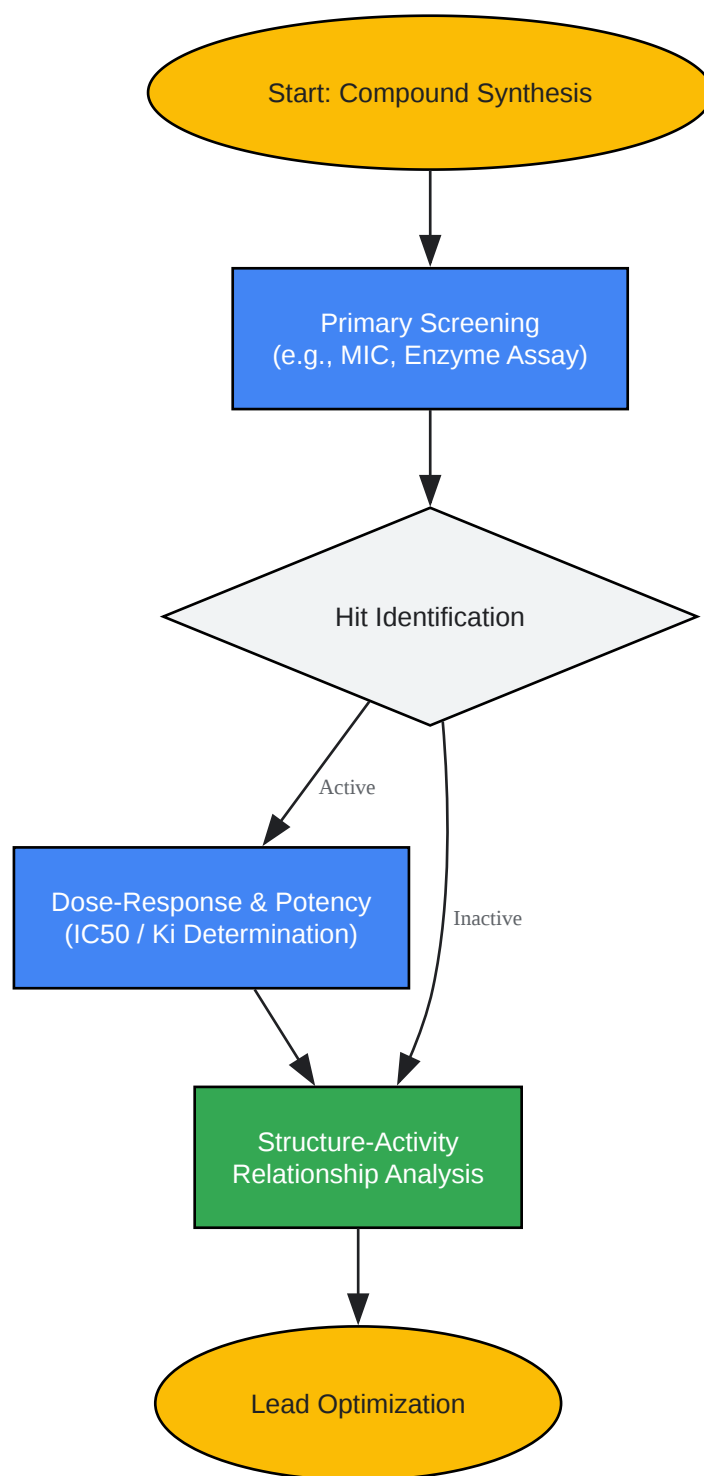 Start: Compound Synthesis
Primary Screening
(e.g., MIC, Enzyme Assay)
Hit Identification
Active
Dose-Response & Potency
(IC50 / Ki Determination)
Inactive
Structure-Activity
Relationship Analysis
Lead Optimization